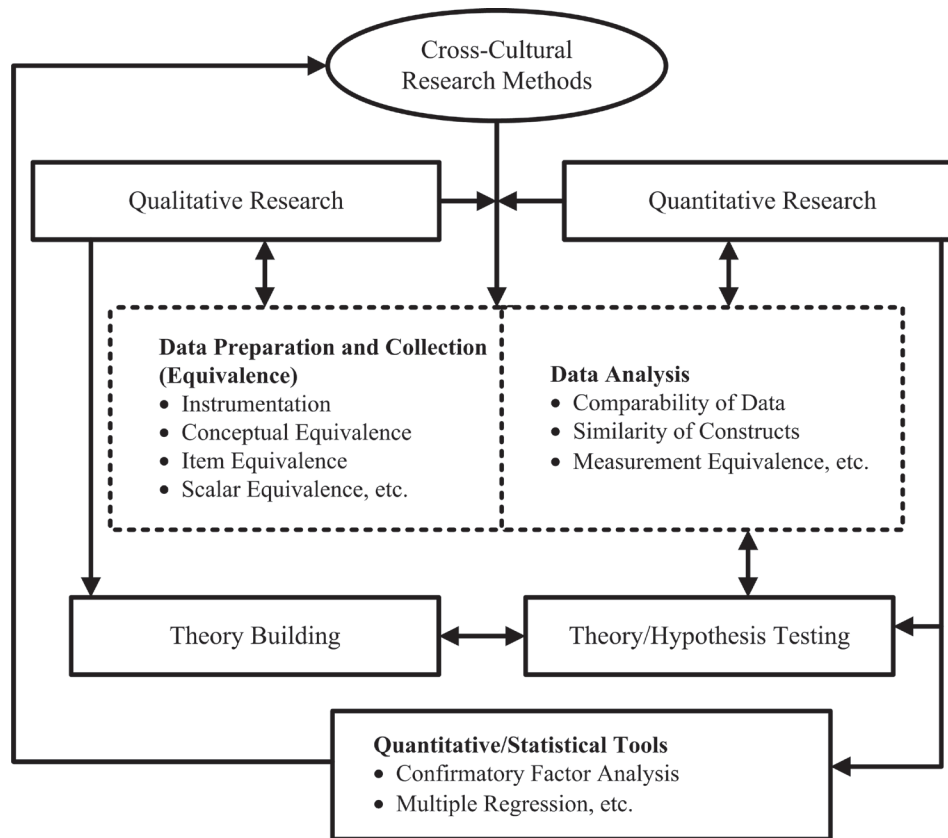 Cross-Cultural
Research Methods
Qualitative Research
Quantitative Research
Data Preparation and Collection
(Equivalence)
• Instrumentation
• Conceptual Equivalence
• Item Equivalence
• Scalar Equivalence, etc.
Data Analysis
• Comparability of Data
• Similarity of Constructs
• Measurement Equivalence, etc.
Theory Building
Theory/Hypothesis Testing
Quantitative/Statistical Tools
• Confirmatory Factor Analysis
• Multiple Regression, etc.